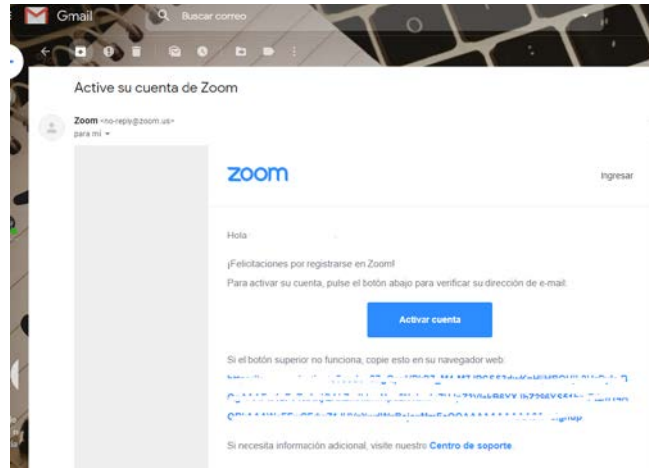 Gmail
Buscar correo
Active su cuenta de Zoom
Zoom <no-reply@zoom.us>
para mí
zoom
Ingresar
Hola
¡Felicitaciones por registrarse en Zoom!
Para activar su cuenta, pulse el botón abajo para verificar su dirección de e-mail:
Activar cuenta
Si el botón superior no funciona, copie esto en su navegador web:
Si necesita información adicional, visite nuestro Centro de soporte